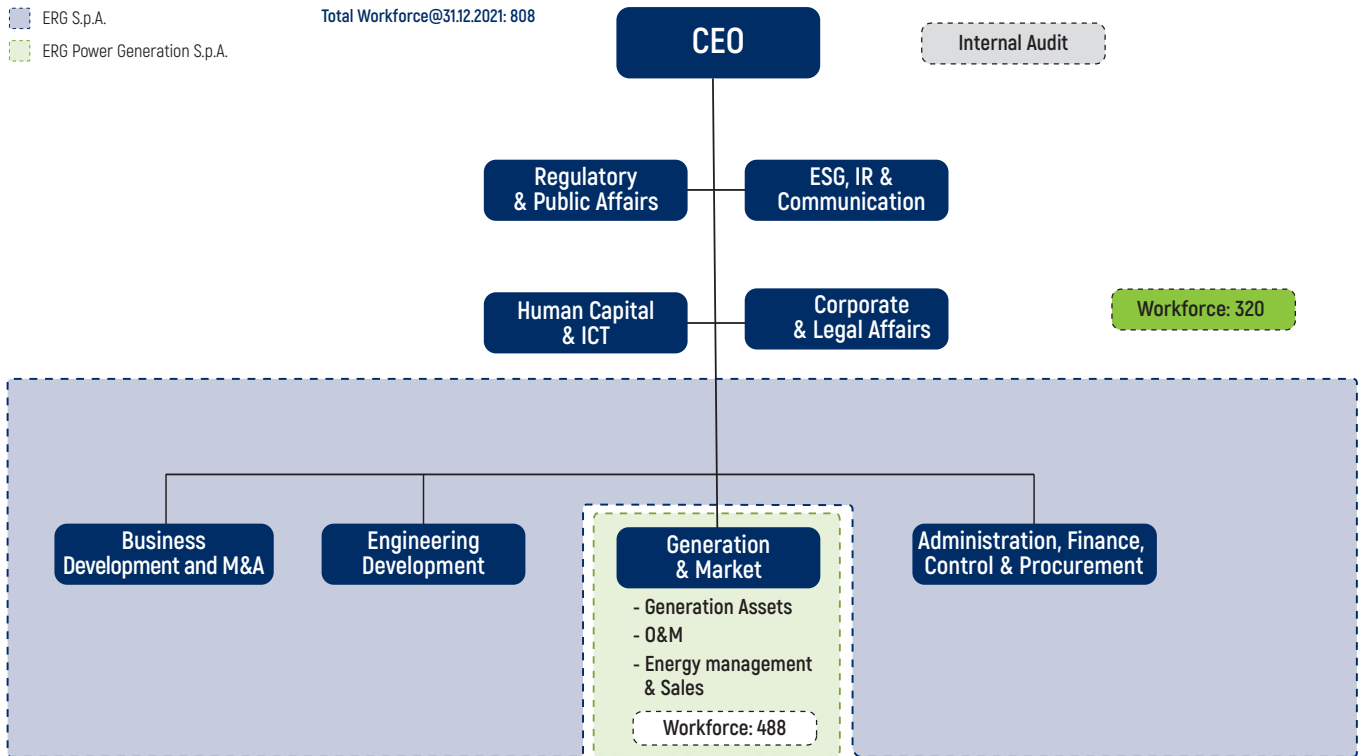 ERG S.p.A.
ERG Power Generation S.p.A.
Total Workforce@31.12.2021: 808
CEO
Internal Audit
Regulatory
& Public Affairs
ESG, IR &
Communication
Human Capital
& ICT
Corporate
& Legal Affairs
Workforce: 320
Business
Development and M&A
Engineering
Development
Generation
& Market
- Generation Assets
- O&M
- Energy management
& Sales
Workforce: 488
Administration, Finance,
Control & Procurement